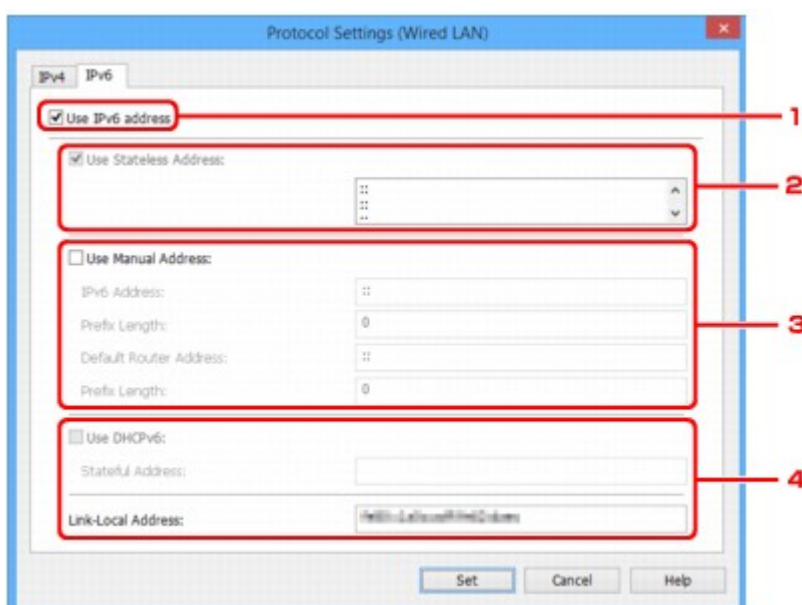 Protocol Settings (Wired LAN)
IPv4 IPv6
Use IPv6 address
1
Use Stateless Address:
::
::
::
2
Use Manual Address:
IPv6 Address: ::
Prefix Length: 0
3
Default Router Address: ::
Prefix Length: 0
Use DHCPv6:
Stateful Address:
4
Link-Local Address:
Set Cancel Help